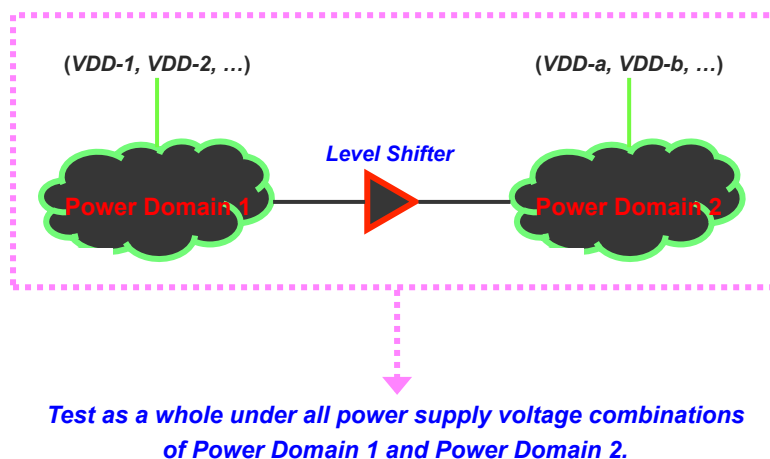 (VDD-1, VDD-2, …) (VDD-a, VDD-b, …)
Level Shifter
Power Domain 1 Power Domain 2
Test as a whole under all power supply voltage combinations
of Power Domain 1 and Power Domain 2.